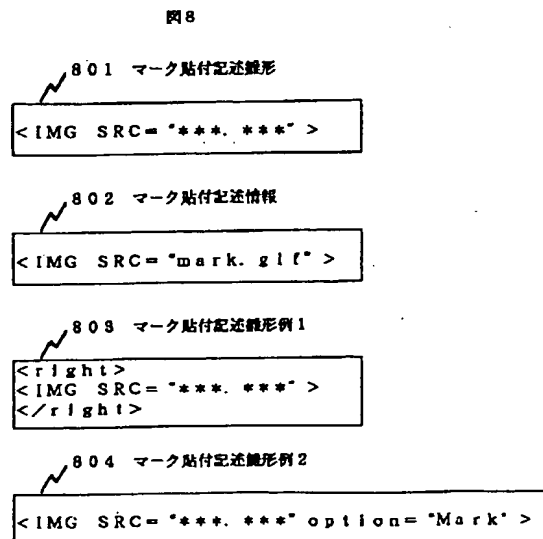 図8
801 マーク貼付記述雛形
<IMG SRC="***.***">
802 マーク貼付記述情報
<IMG SRC="mark.gif">
803 マーク貼付記述雛形例1
<right>
<IMG SRC="***.***">
</right>
804 マーク貼付記述雛形例2
<IMG SRC="***.***" option="Mark">